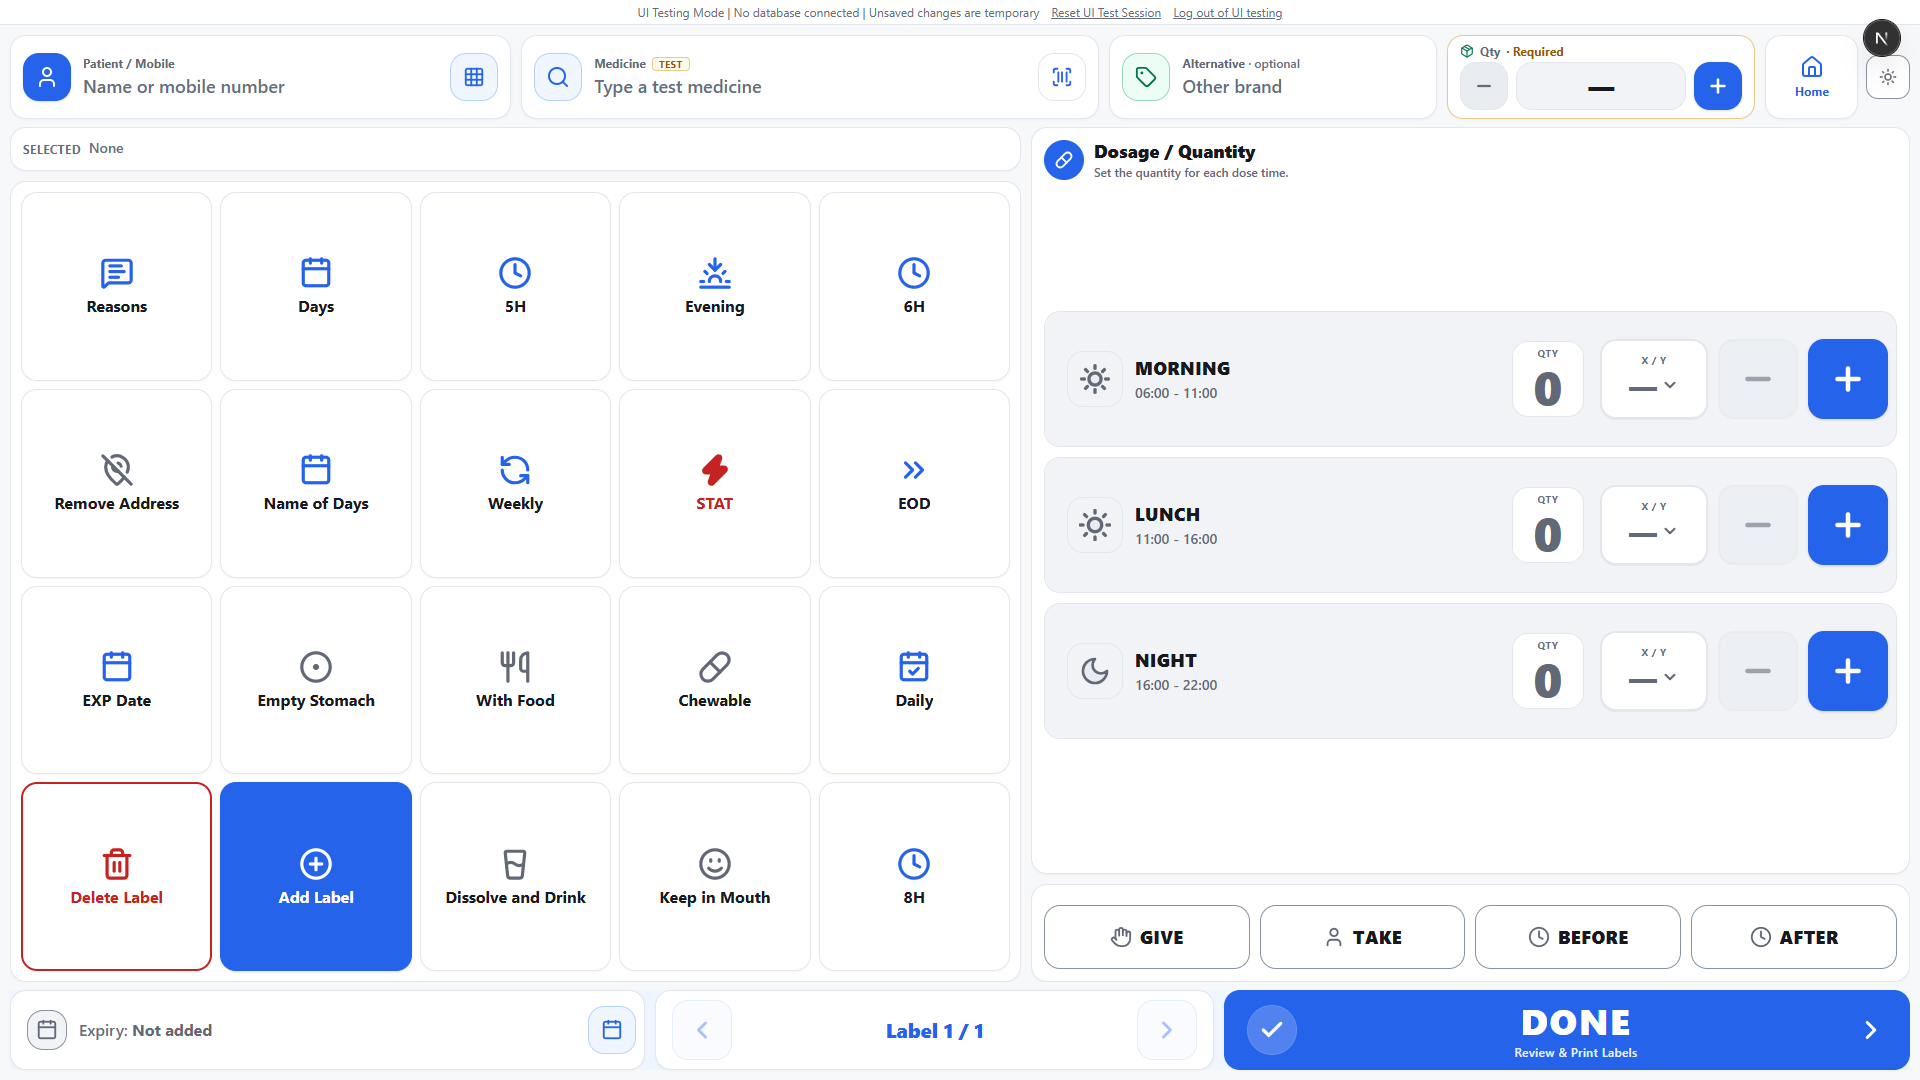 UI Testing Mode | No database connected | Unsaved changes are temporary Reset UI Test Session Log out of UI testing
Patient / Mobile
Name or mobile number
Medicine TEST
Type a test medicine
Alternative · optional
Other brand
Qty · Required
—
Home
N
SELECTED None
Reasons
Days
5H
Evening
6H
Remove Address
Name of Days
Weekly
STAT
EOD
EXP Date
Empty Stomach
With Food
Chewable
Daily
Delete Label
Add Label
Dissolve and Drink
Keep in Mouth
8H
Dosage / Quantity
Set the quantity for each dose time.
MORNING
06:00 - 11:00
QTY
0
X / Y
—
LUNCH
11:00 - 16:00
QTY
0
X / Y
—
NIGHT
16:00 - 22:00
QTY
0
X / Y
—
GIVE
TAKE
BEFORE
AFTER
Expiry: Not added
Label 1 / 1
DONE
Review & Print Labels